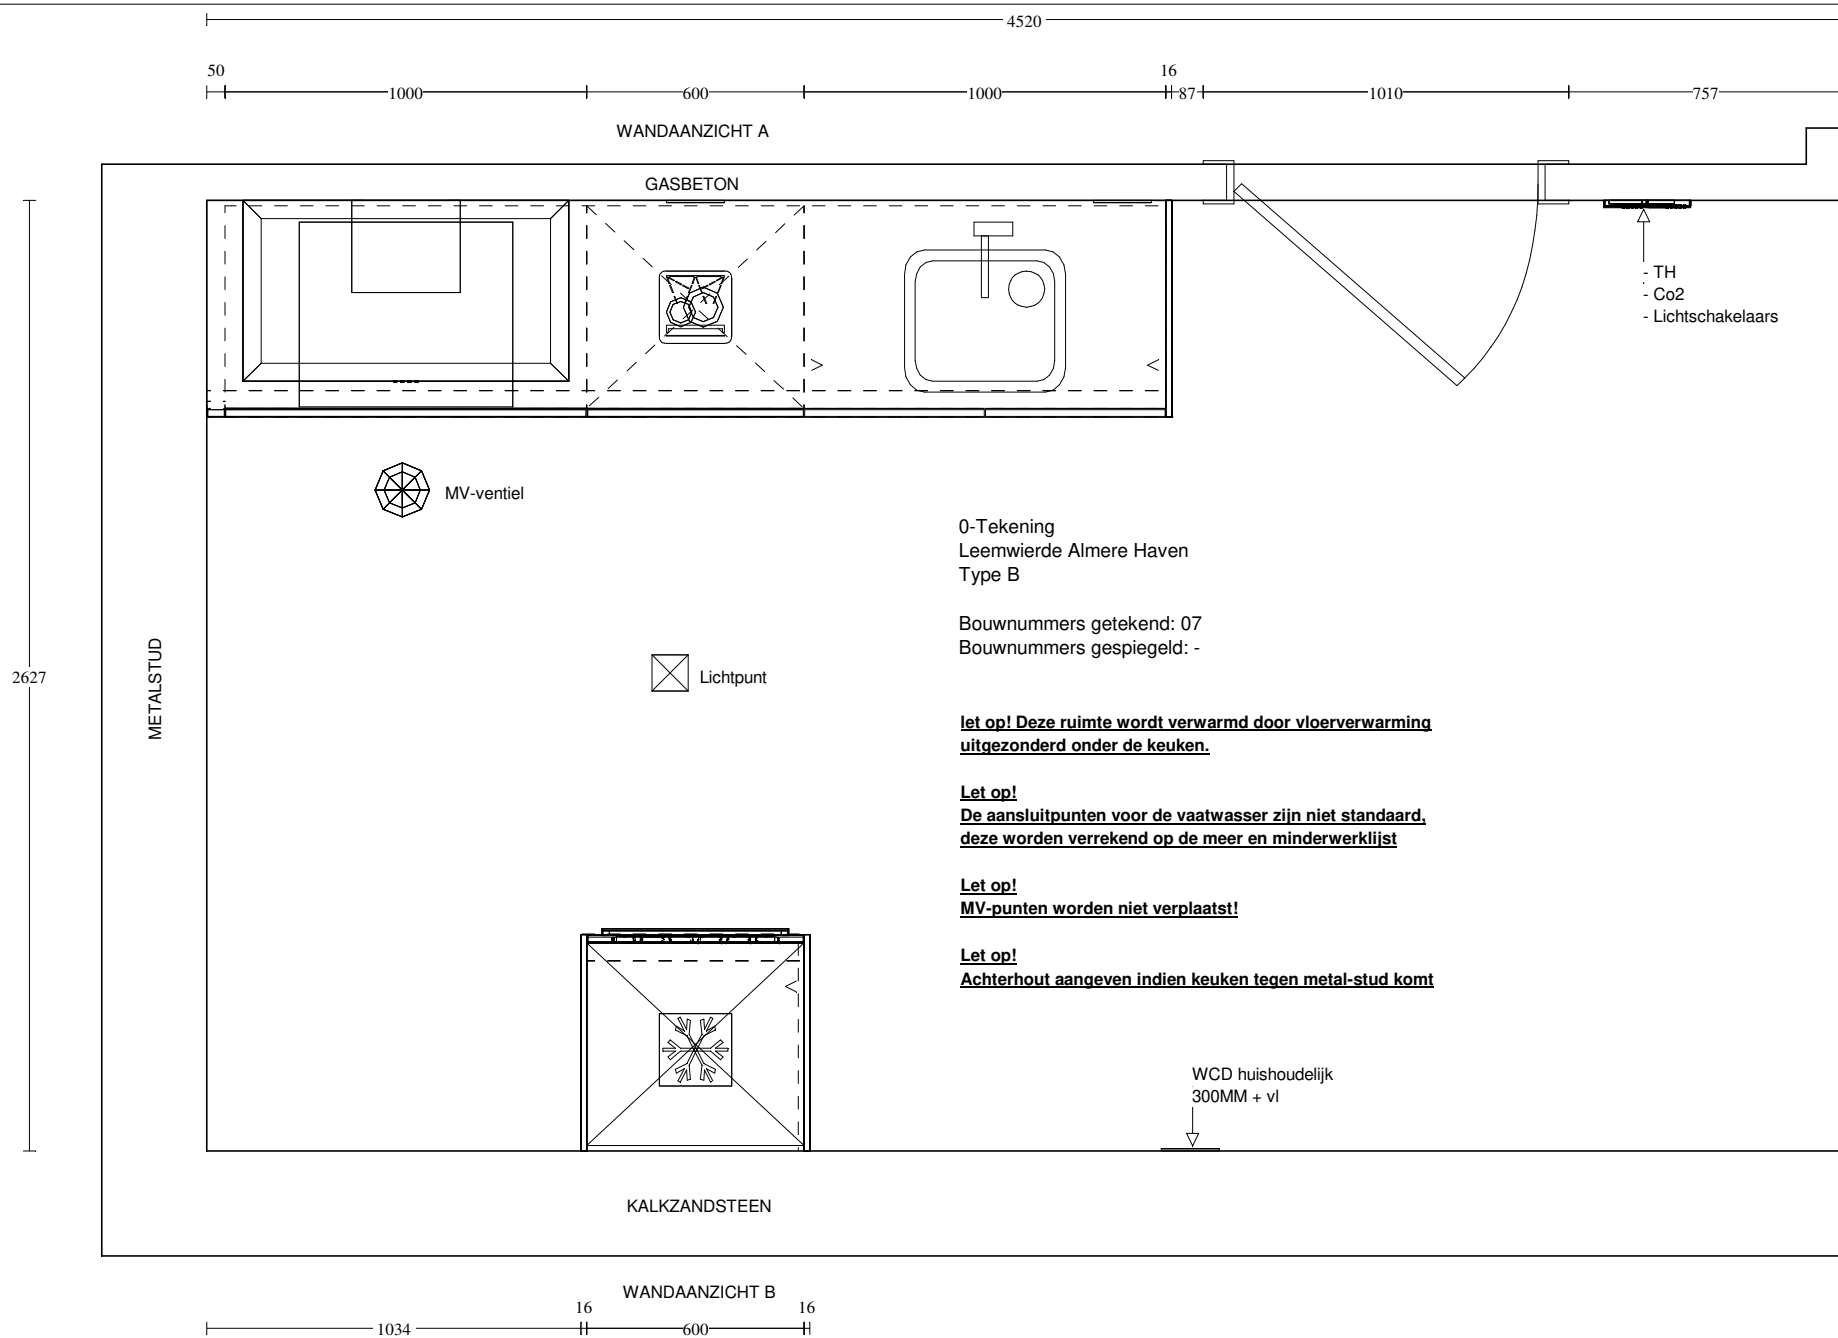 4520
50
16
1000
600
1000
87
1010
757
WANDAANZICHT A
GASBETON
- TH
- Co2
- Lichtschakelaars
MV-ventiel
0-Tekening
Leemwierde Almere Haven
Type B
Bouwnummers getekend: 07
Bouwnummers gespiegeld: -
METALSTUD
2627
Lichtpunt
let op! Deze ruimte wordt verwarmd door vloerverwarming
uitgezonderd onder de keuken.
Let op!
De aansluitpunten voor de vaatwasser zijn niet standaard,
deze worden verrekend op de meer en minderwerklijst
Let op!
MV-punten worden niet verplaatst!
Let op!
Achterhout aangeven indien keuken tegen metal-stud komt
WCD huishoudelijk
300MM + vl
KALKZANDSTEEN
WANDAANZICHT B
16
16
1034
600